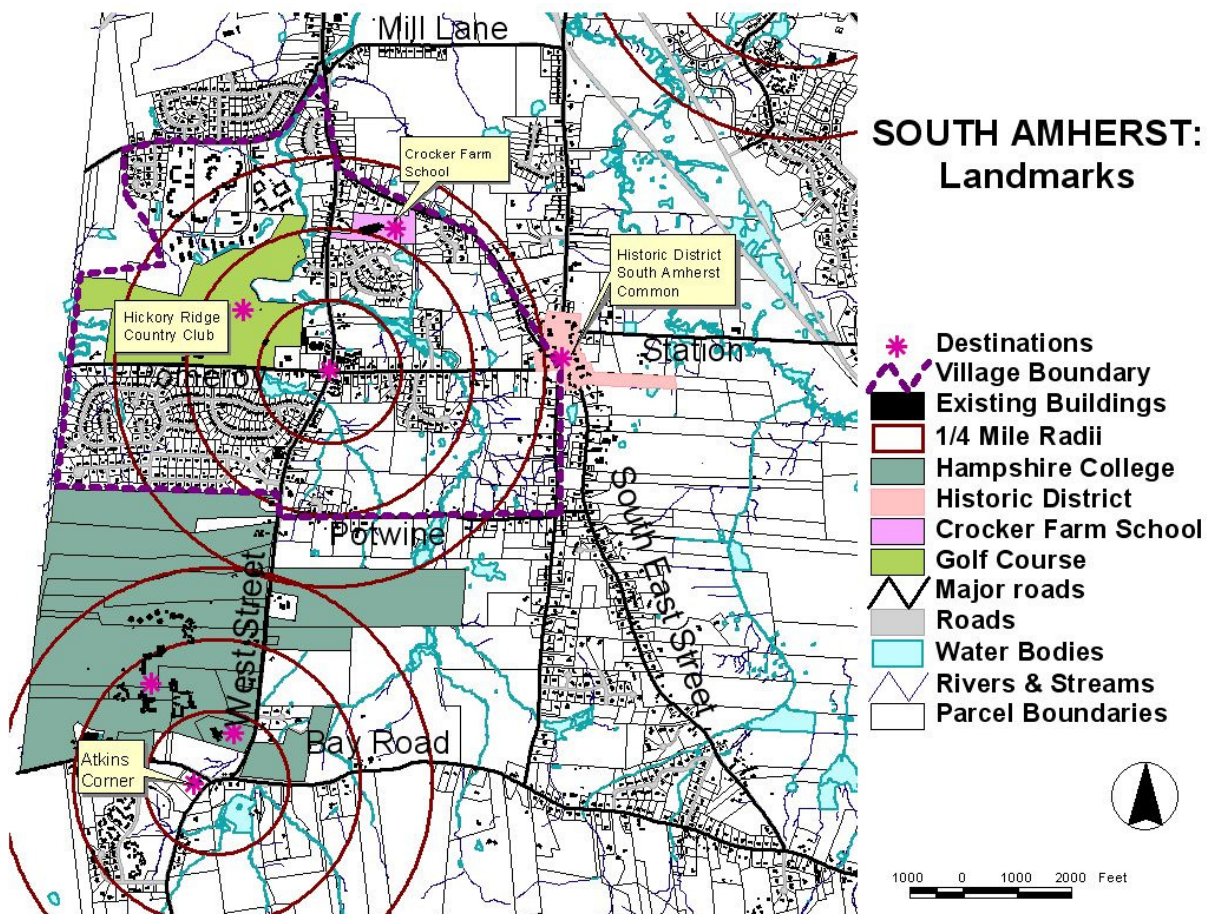 Mill Lane
Crocker Farm
School
SOUTH AMHERST:
Landmarks
Historic District
South Amherst
Common
Hickory Ridge
Country Club
Station
Pomeroy
South East Street
Potwine
West Street
Bay Road
Atkins
Corner
Destinations
Village Boundary
Existing Buildings
1/4 Mile Radii
Hampshire College
Historic District
Crocker Farm School
Golf Course
Major roads
Roads
Water Bodies
Rivers & Streams
Parcel Boundaries
1000 0 1000 2000 Feet